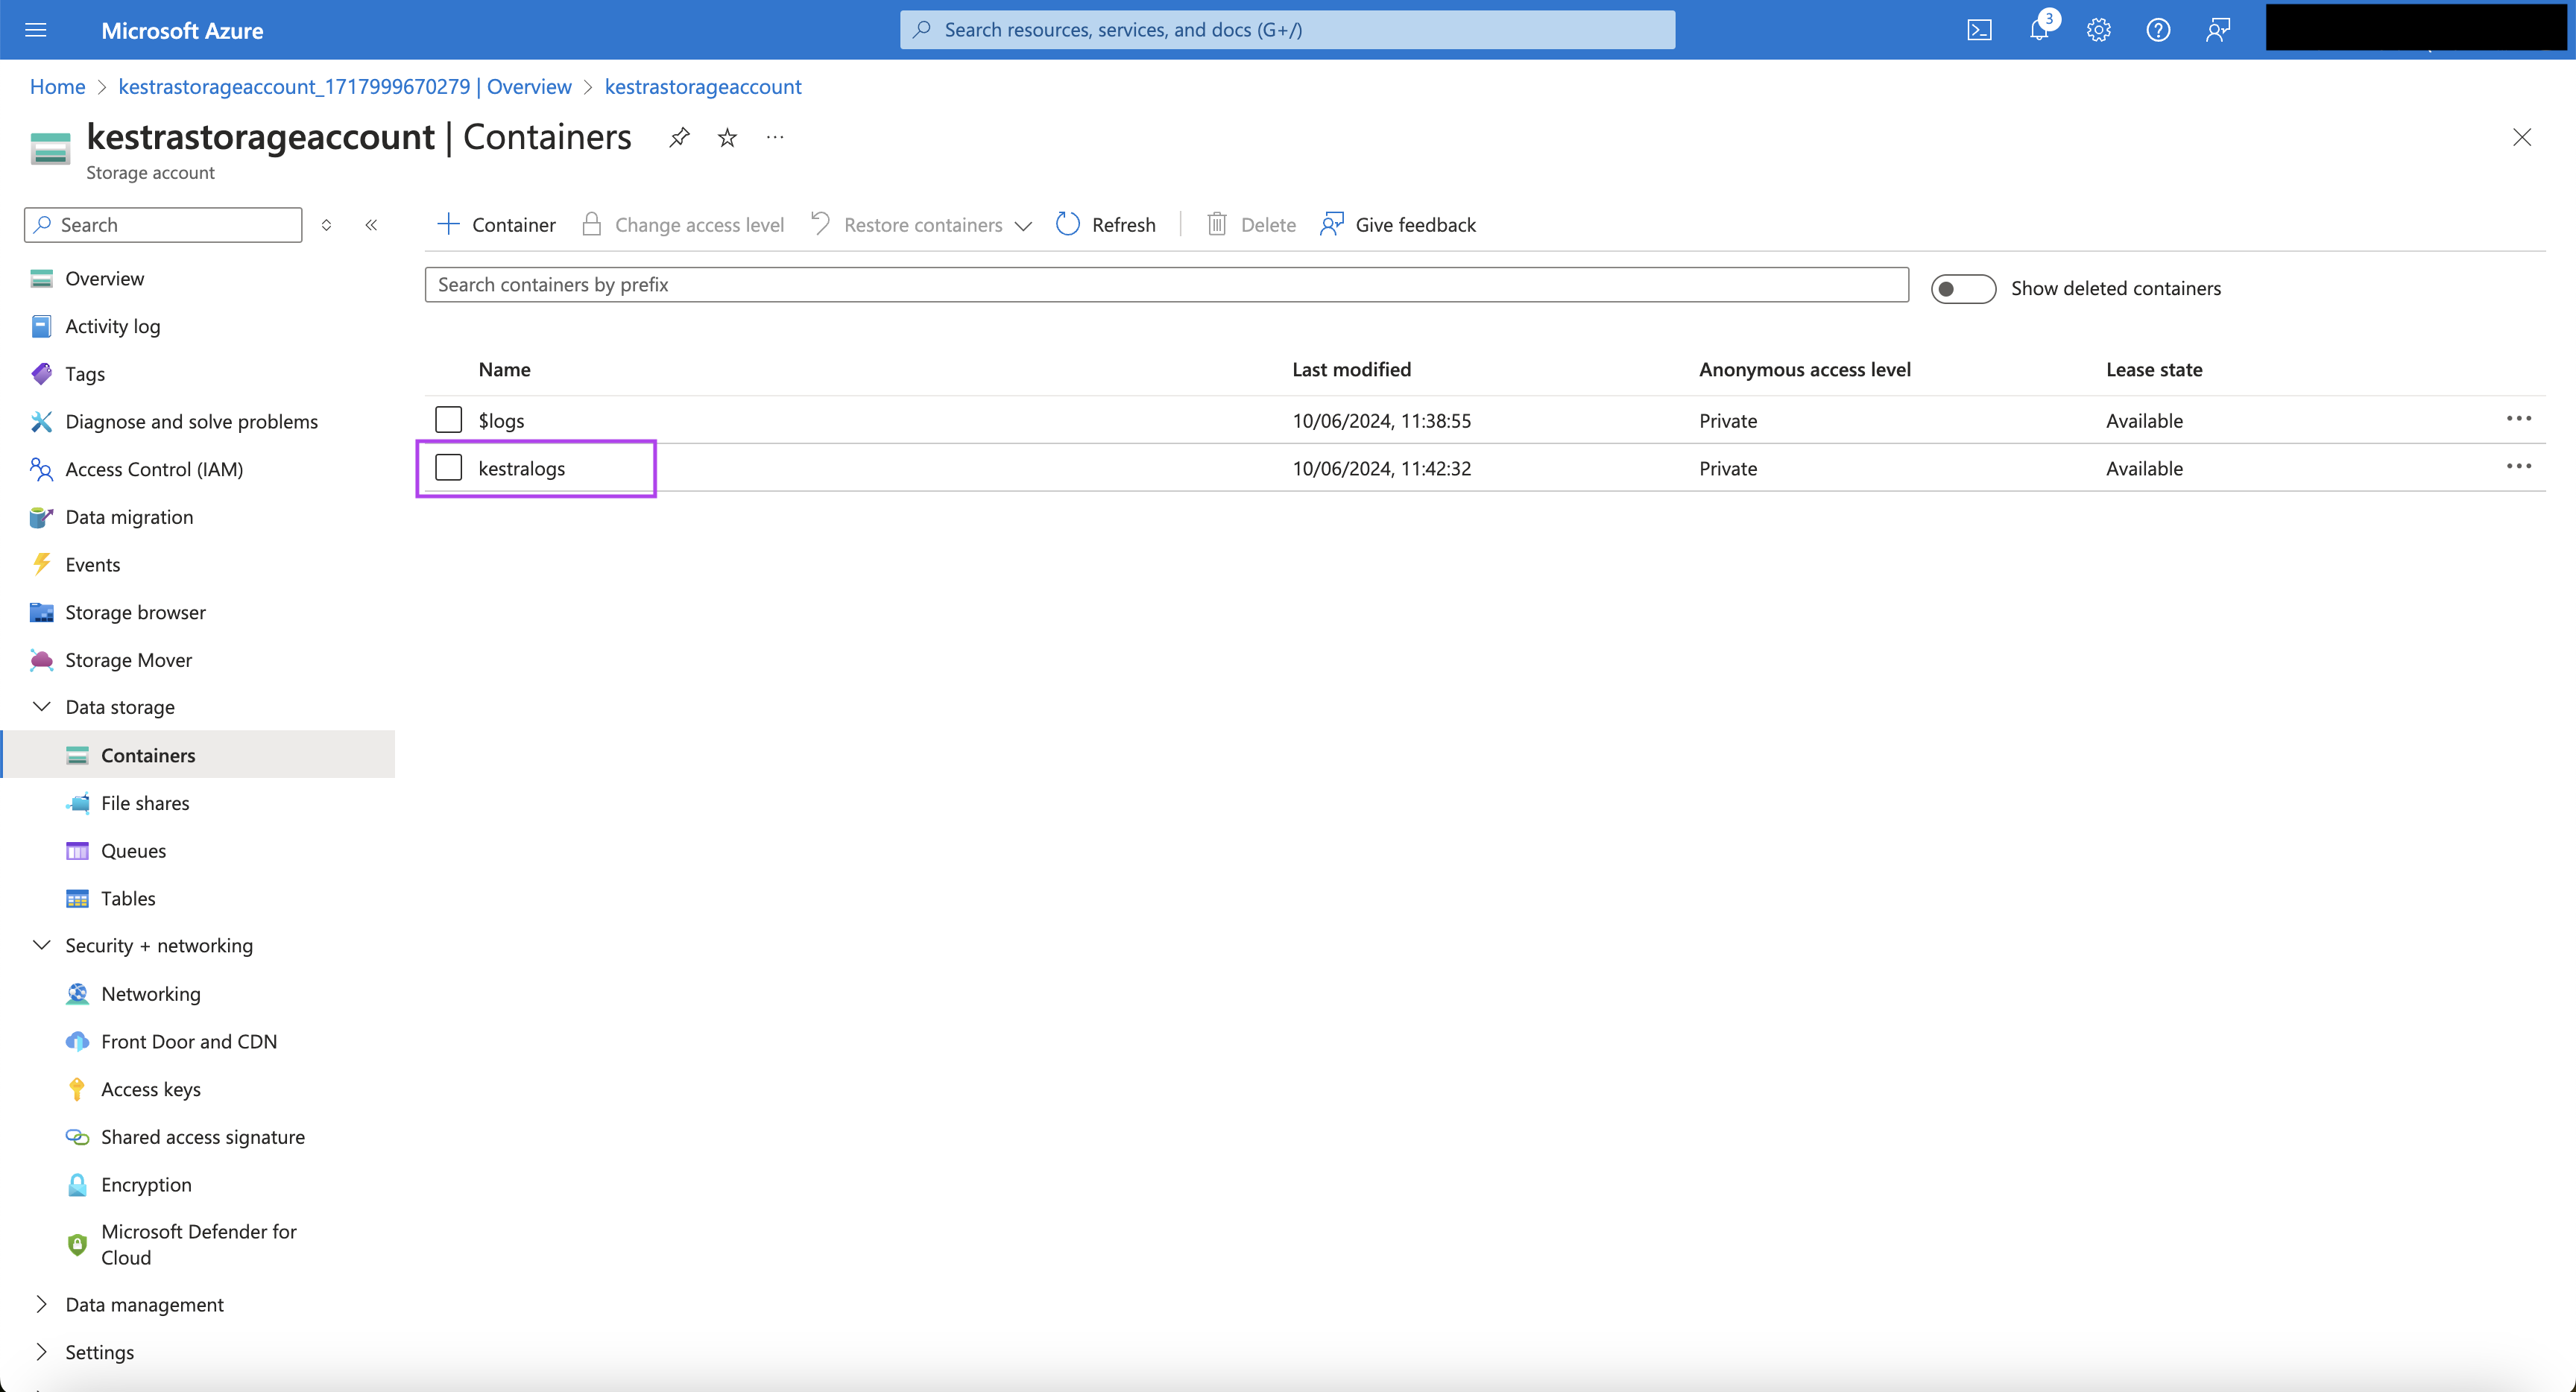 Microsoft Azure
Search resources, services, and docs (G+/)
3
Home > kestrastorageaccount_1717999670279 | Overview > kestrastorageaccount
kestrastorageaccount | Containers
Storage account
Search
Container
Change access level
Restore containers
Refresh
Delete
Give feedback
Search containers by prefix
Show deleted containers
Name Last modified Anonymous access level Lease state
$logs 10/06/2024, 11:38:55 Private Available
kestralogs 10/06/2024, 11:42:32 Private Available
Overview
Activity log
Tags
Diagnose and solve problems
Access Control (IAM)
Data migration
Events
Storage browser
Storage Mover
Data storage
Containers
File shares
Queues
Tables
Security + networking
Networking
Front Door and CDN
Access keys
Shared access signature
Encryption
Microsoft Defender for
Cloud
Data management
Settings